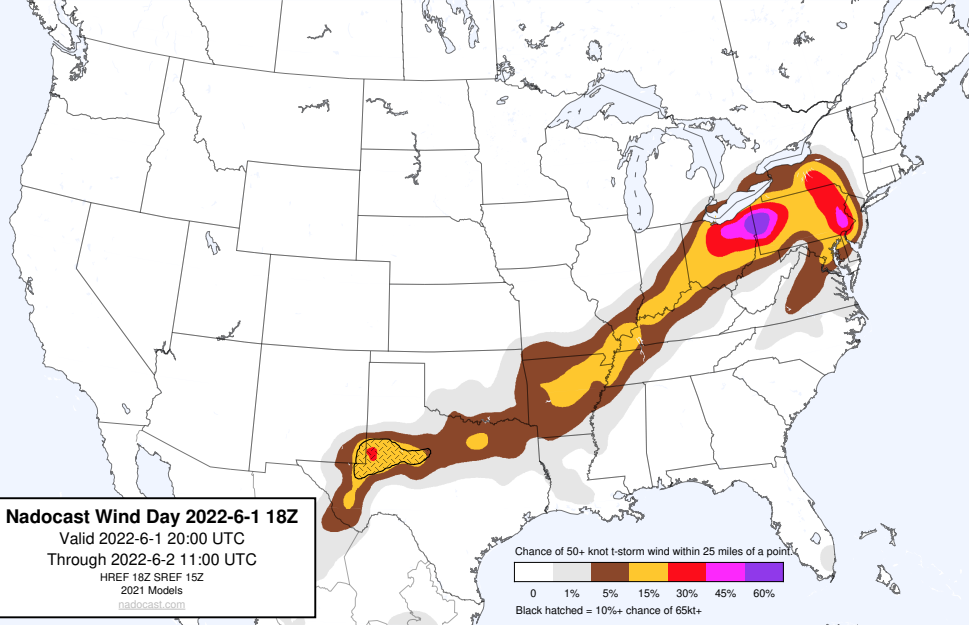 Nadocast Wind Day 2022-6-1 18Z
Valid 2022-6-1 20:00 UTC
Through 2022-6-2 11:00 UTC
HREF 18Z SREF 15Z
2021 Models
nadocast.com
Chance of 50+ knot t-storm wind within 25 miles of a point.
0 1% 5% 15% 30% 45% 60%
Black hatched = 10%+ chance of 65kt+